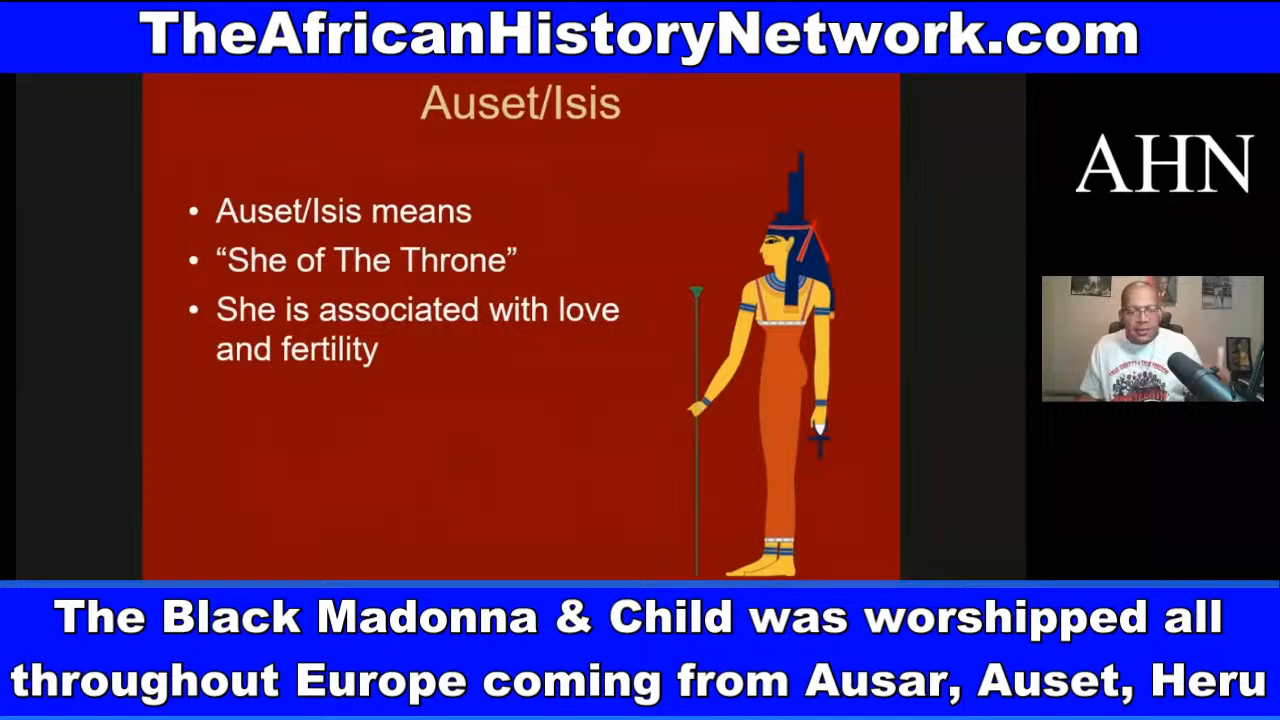 TheAfricanHistoryNetwork.com
Auset/Isis
AHN
• Auset/Isis means
• “She of The Throne”
• She is associated with love
and fertility
The Black Madonna & Child was worshipped all
throughout Europe coming from Ausar, Auset, Heru